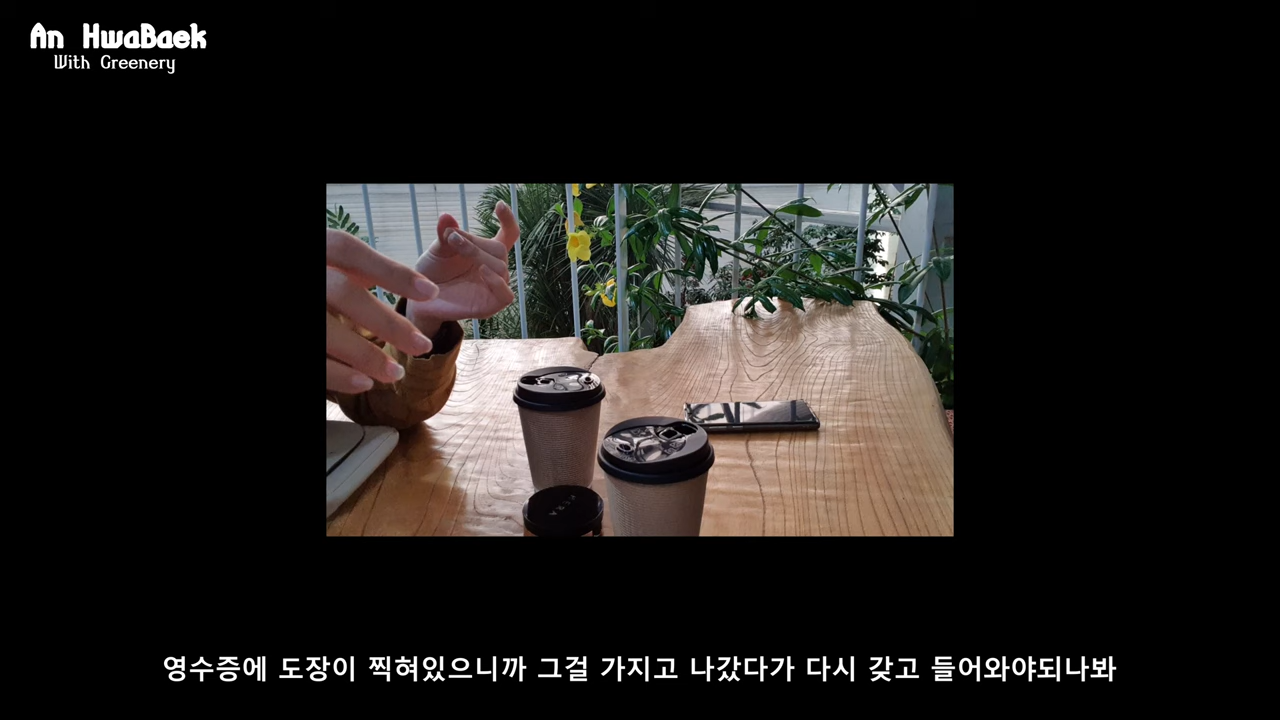 An HwaBaek
With Greenery
영수증에 도장이 찍혀있으니까 그걸 가지고 나갔다가 다시 갖고 들어와야되나봐